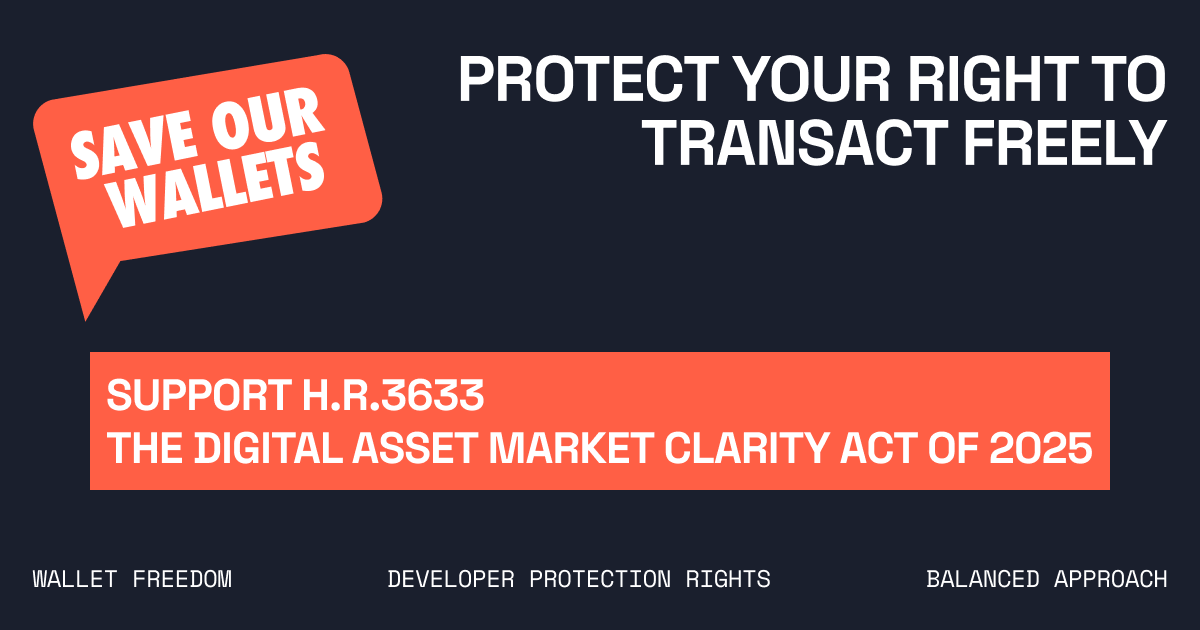 SAVE OUR
WALLETS
PROTECT YOUR RIGHT TO
TRANSACT FREELY
SUPPORT H.R.3633
THE DIGITAL ASSET MARKET CLARITY ACT OF 2025
WALLET FREEDOM
DEVELOPER PROTECTION RIGHTS
BALANCED APPROACH